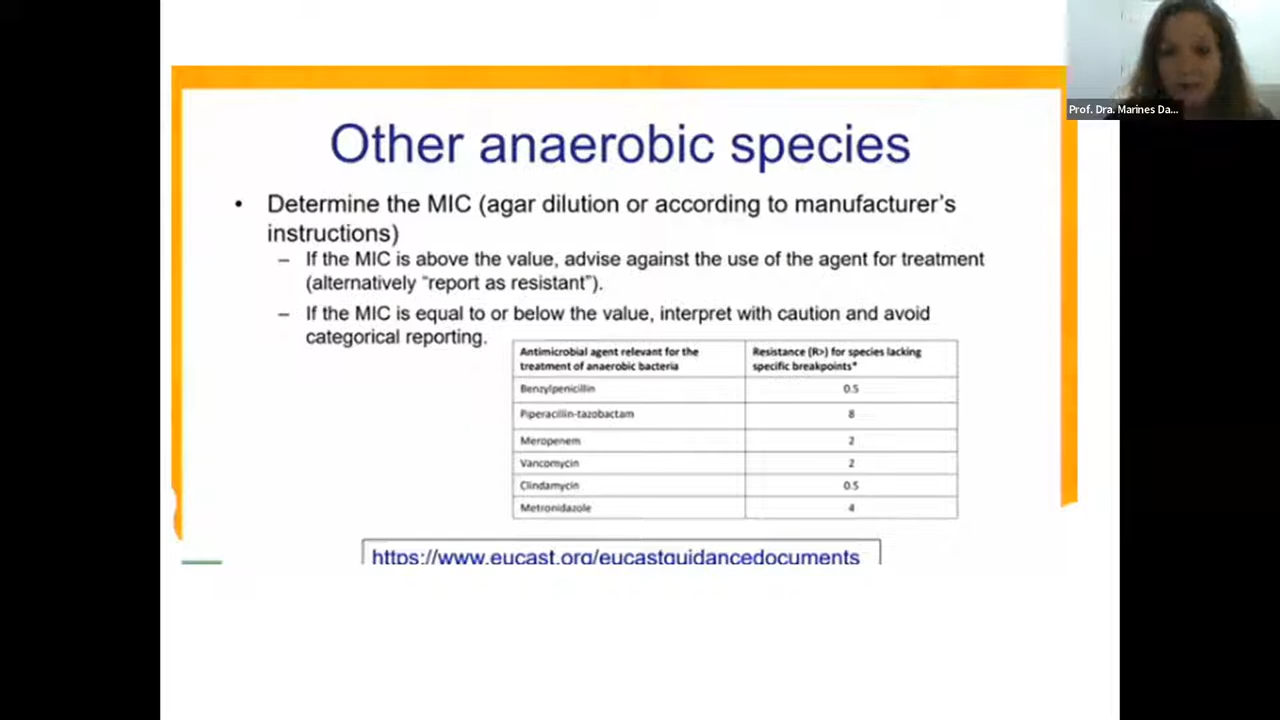 Prof. Dra. Marines Da...
Other anaerobic species
• Determine the MIC (agar dilution or according to manufacturer's
instructions)
– If the MIC is above the value, advise against the use of the agent for treatment
(alternatively “report as resistant”).
– If the MIC is equal to or below the value, interpret with caution and avoid
categorical reporting.
Antimicrobial agent relevant for the
treatment of anaerobic bacteria
Resistance (R>) for species lacking
specific breakpoints*
Benzylpenicillin 0.5
Piperacillin-tazobactam 8
Meropenem 2
Vancomycin 2
Clindamycin 0.5
Metronidazole 4
https://www.eucast.org/eucastguidancedocuments